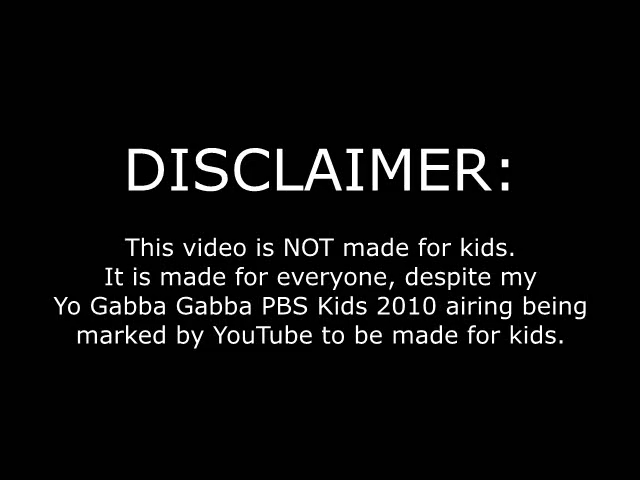 DISCLAIMER:
This video is NOT made for kids.
It is made for everyone, despite my
Yo Gabba Gabba PBS Kids 2010 airing being
marked by YouTube to be made for kids.